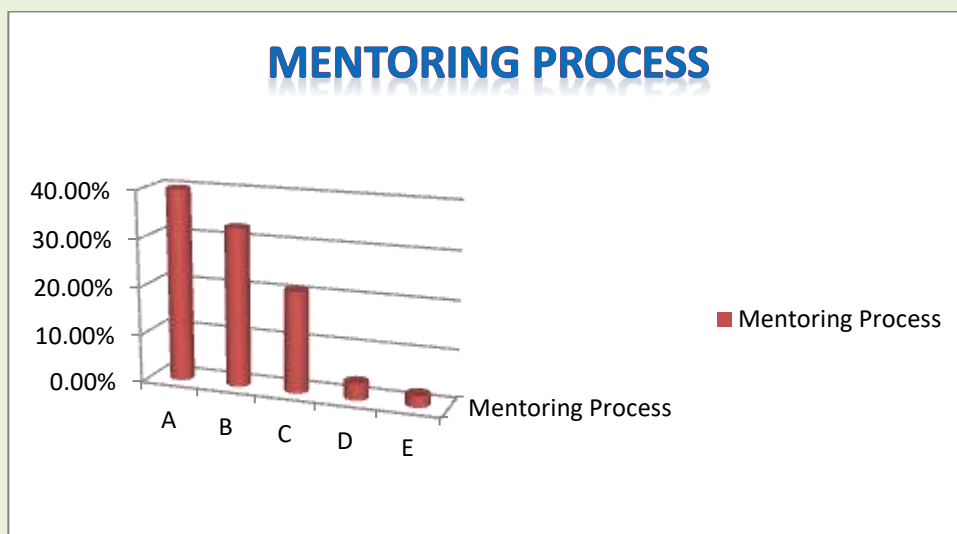 MENTORING PROCESS
40.00%
30.00%
20.00%
10.00%
0.00%
A
B
C
D
E
Mentoring Process
Mentoring Process